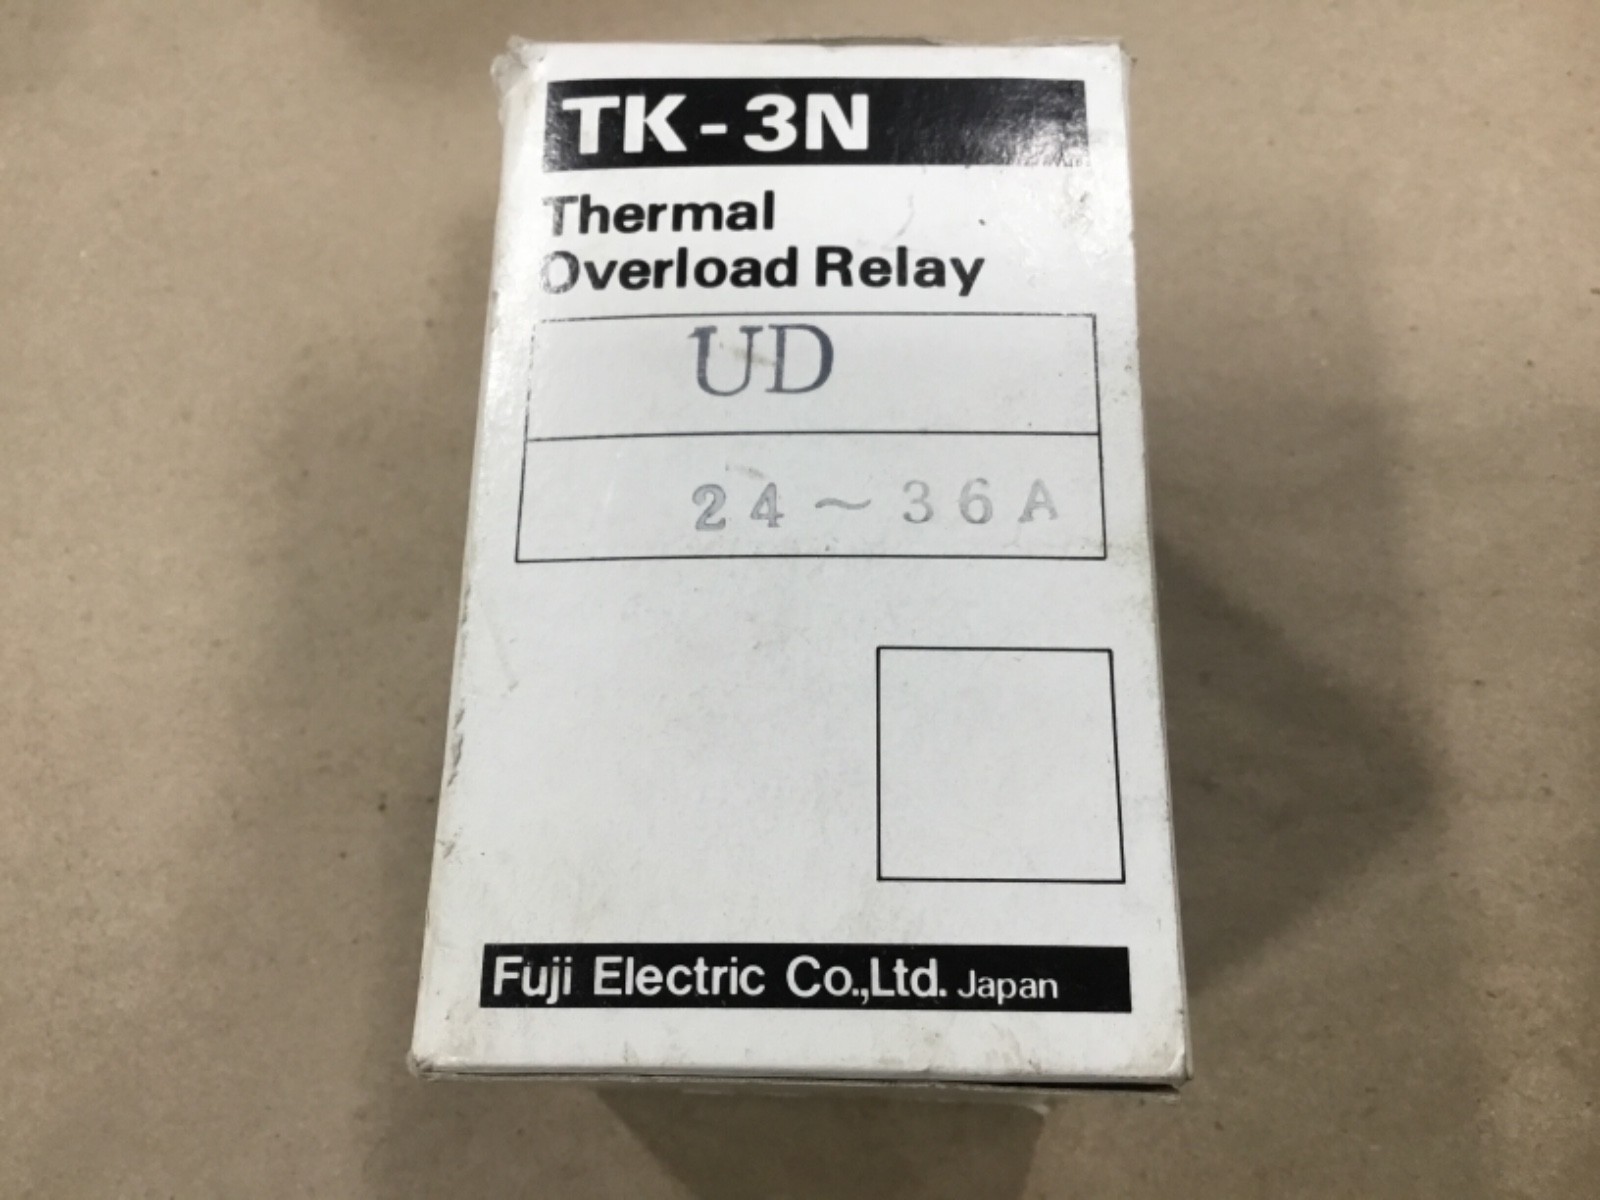 TK-3N
Thermal
Overload Relay
UD
24~36A
Fuji Electric Co.,Ltd. Japan